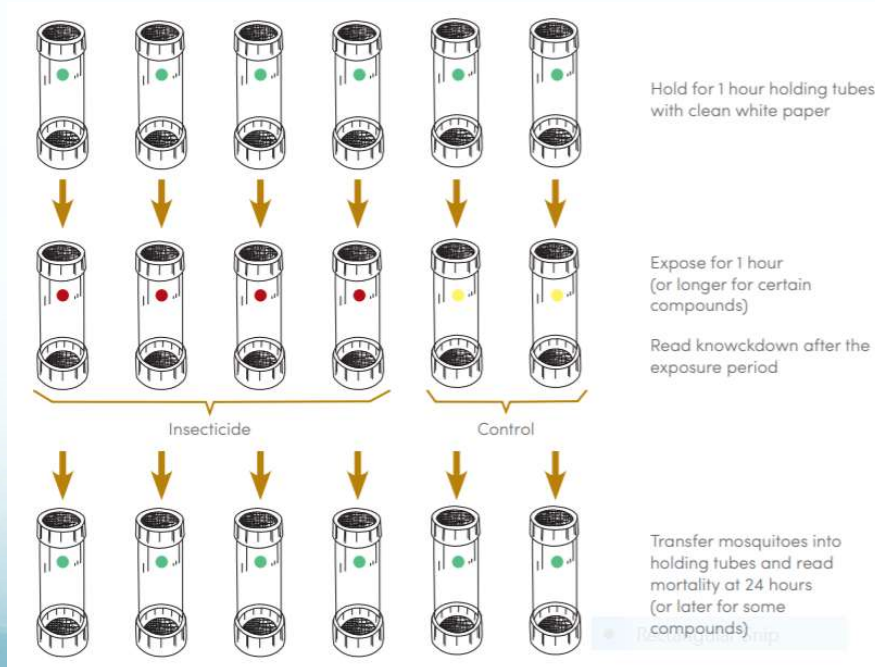 Hold for 1 hour holding tubes
with clean white paper
Expose for 1 hour
(or longer for certain
compounds)
Read knowckdown after the
exposure period
Insecticide
Control
Transfer mosquitoes into
holding tubes and read
mortality at 24 hours
(or later for some
compounds)
Rectangular Snip